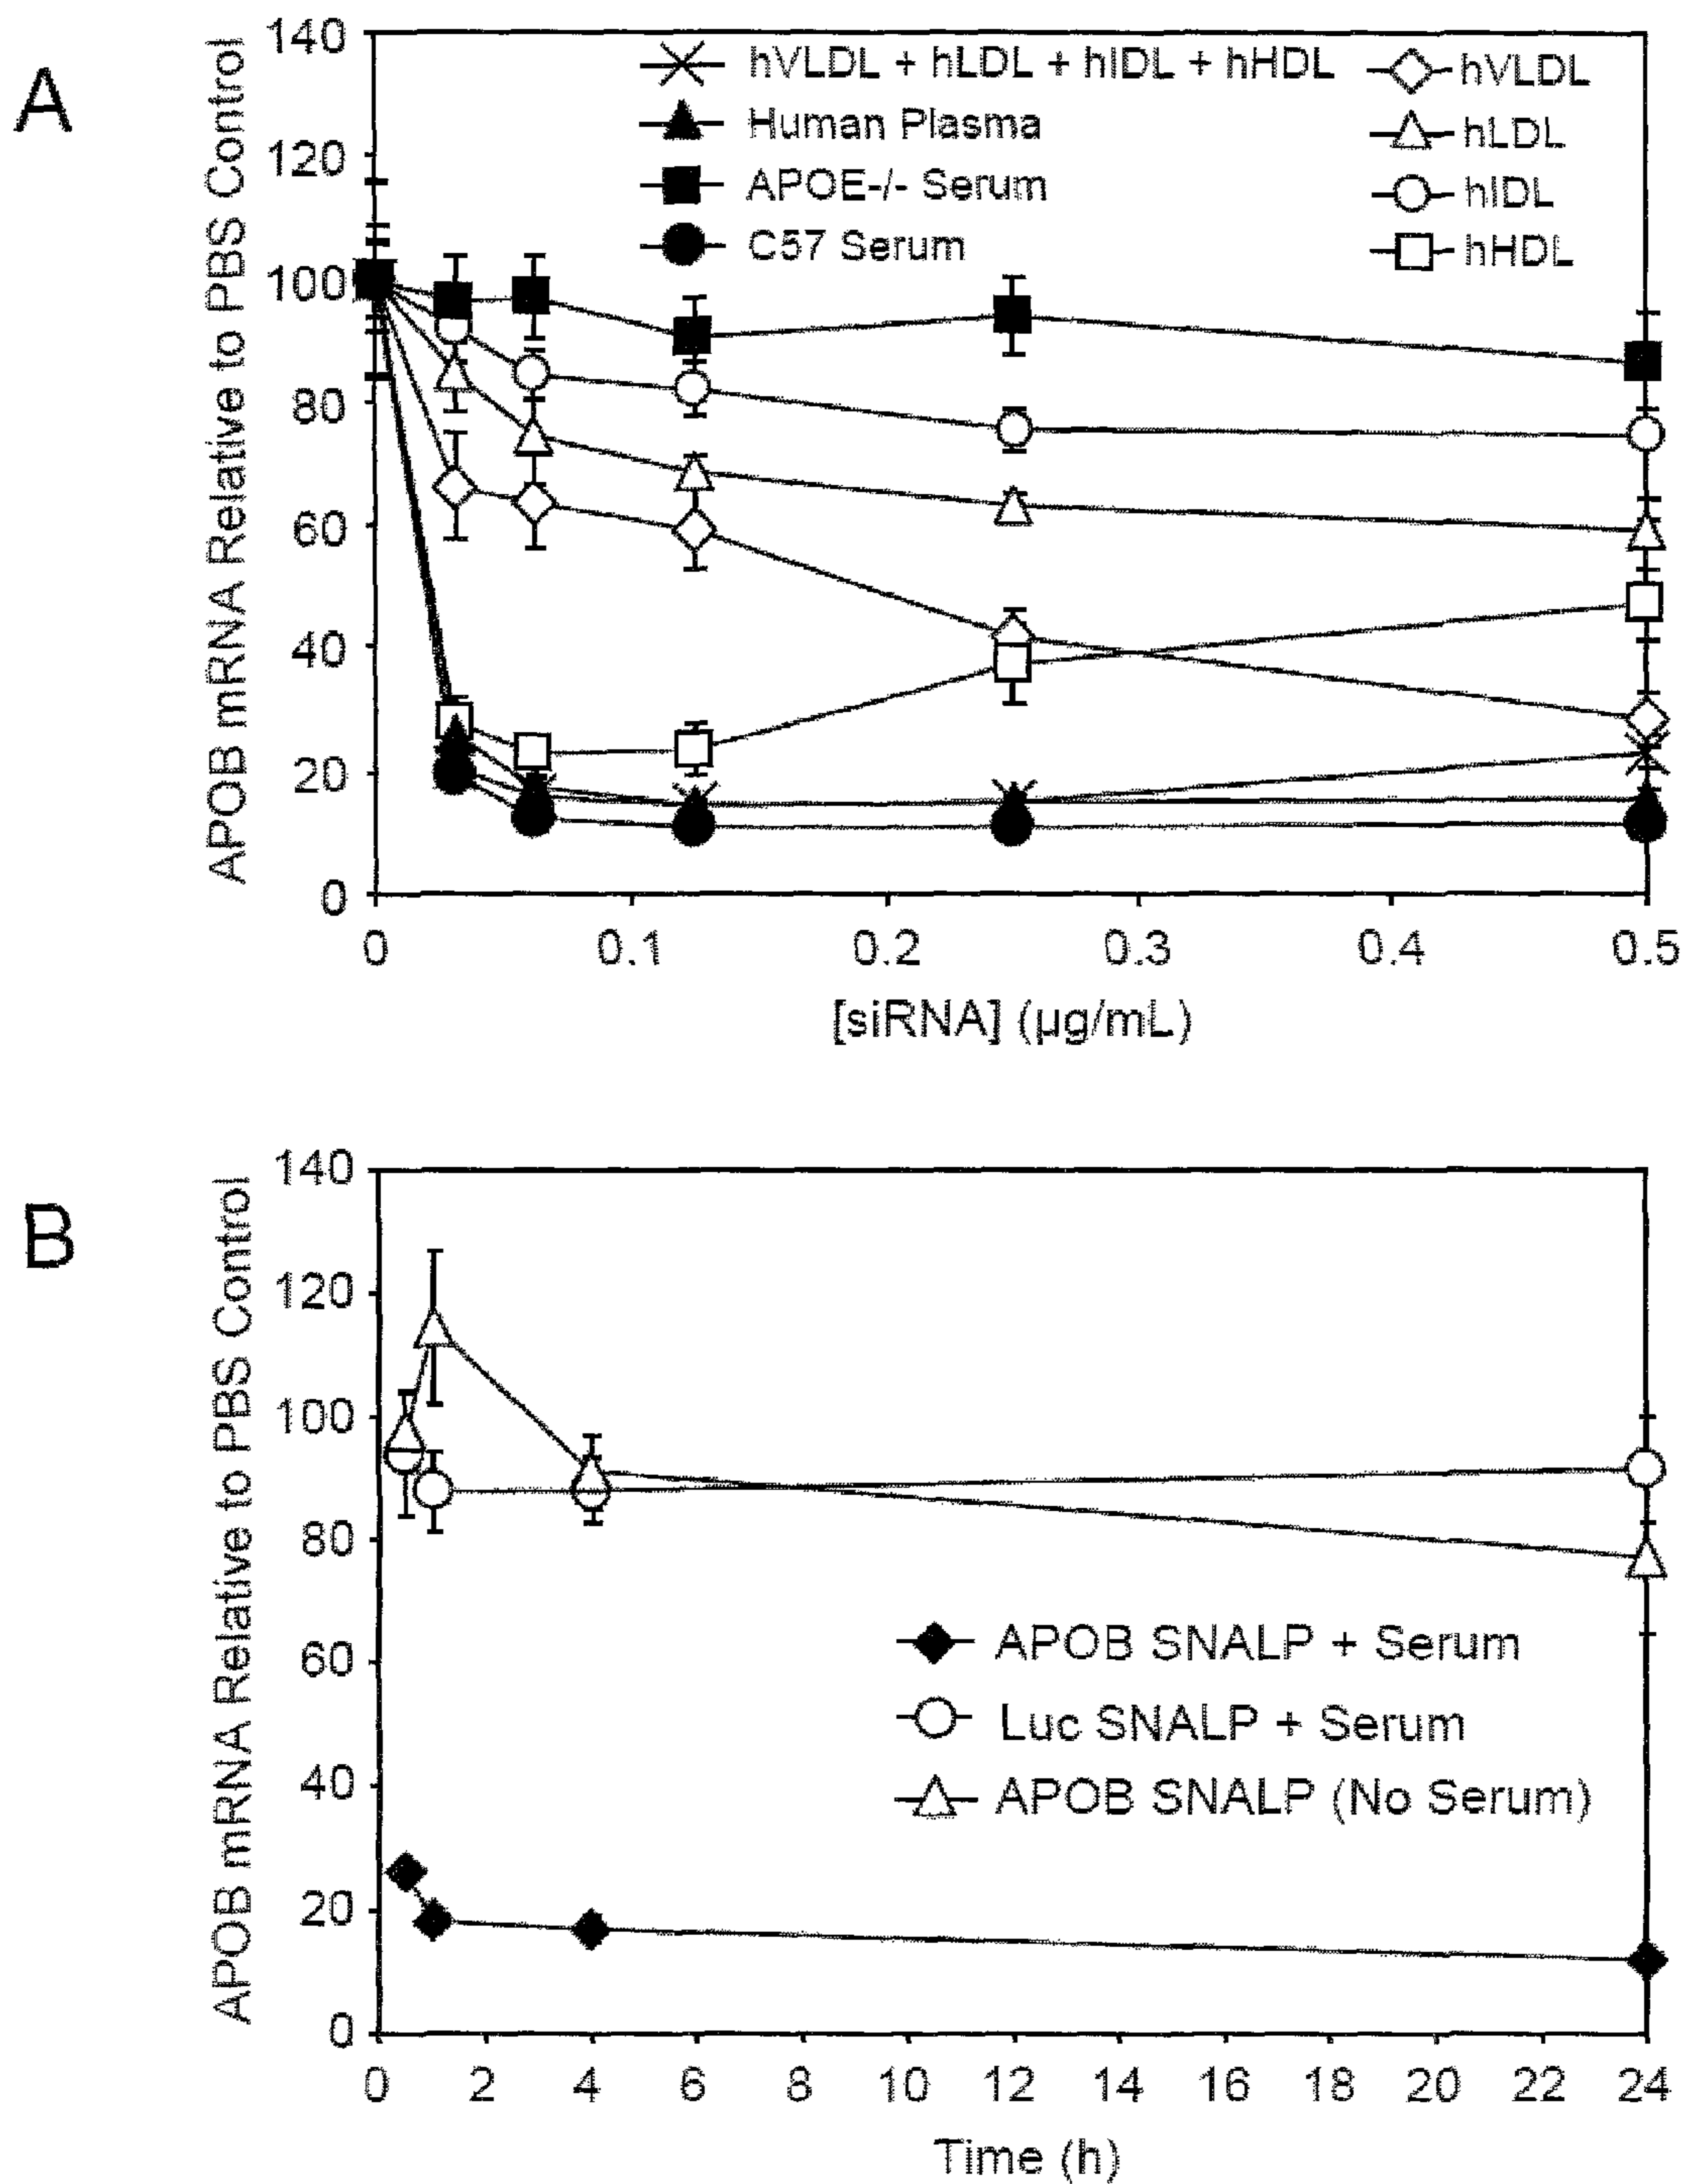 A
APOB mRNA Relative to PBS Control
140
120
100
80
60
40
20
0
hVLDL + hLDL + hIDL + hHDL
Human Plasma
APOE-/- Serum
C57 Serum
hVLDL
hLDL
hIDL
hHDL
0 0.1 0.2 0.3 0.4 0.5
[siRNA] (µg/mL)
B
APOB mRNA Relative to PBS Control
140
120
100
80
60
40
20
0
APOB SNALP + Serum
Luc SNALP + Serum
APOB SNALP (No Serum)
0 2 4 6 8 10 12 14 16 18 20 22 24
Time (h)